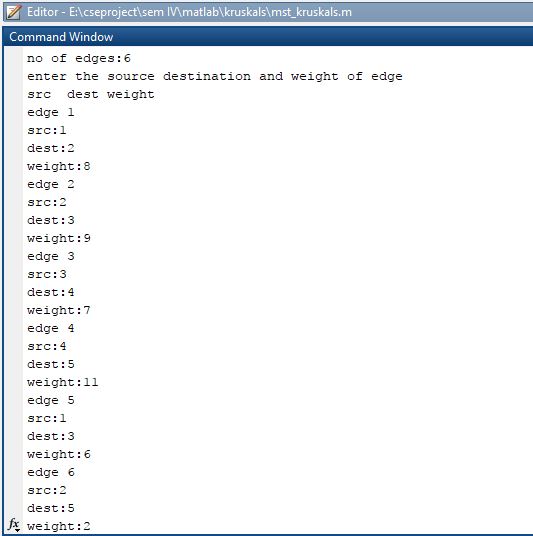 Editor - E:\cseproject\sem IV\matlab\kruskals\mst_kruskals.m
Command Window
no of edges:6
enter the source destination and weight of edge
src  dest weight
edge 1
src:1
dest:2
weight:8
edge 2
src:2
dest:3
weight:9
edge 3
src:3
dest:4
weight:7
edge 4
src:4
dest:5
weight:11
edge 5
src:1
dest:3
weight:6
edge 6
src:2
dest:5
fx weight:2